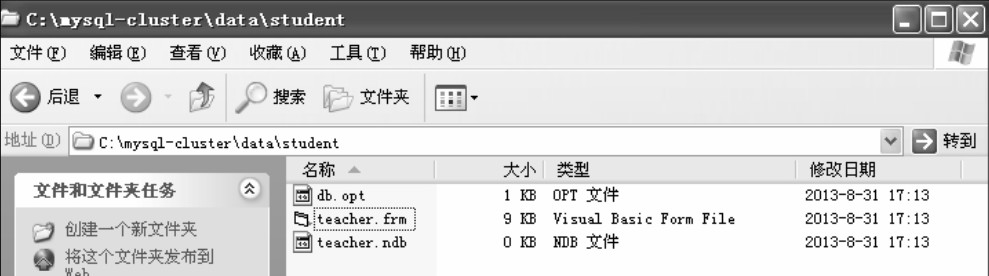 C:\mysql-cluster\data\student
文件(F) 编辑(E) 查看(V) 收藏(A) 工具(T) 帮助(H)
后退 搜索 文件夹
地址(D) C:\mysql-cluster\data\student 转到
名称 大小 类型 修改日期
文件和文件夹任务
创建一个新文件夹
将这个文件夹发布到
Web
db.opt 1 KB OPT 文件 2013-8-31 17:13
teacher.frm 9 KB Visual Basic Form File 2013-8-31 17:13
teacher.ndb 0 KB NDB 文件 2013-8-31 17:13